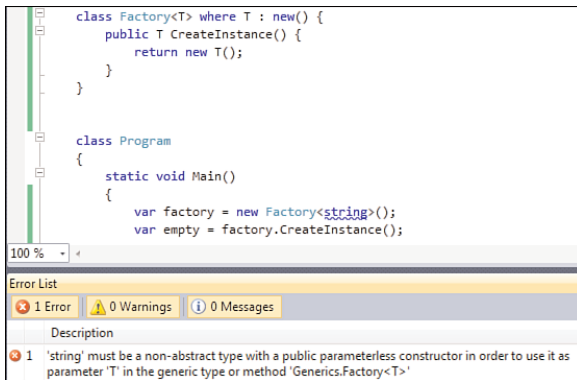 class Factory<T> where T : new() {
public T CreateInstance() {
return new T();
}
}
class Program
{
static void Main()
{
var factory = new Factory<string>();
var empty = factory.CreateInstance();
100 %
Error List
1 Error 0 Warnings 0 Messages
Description
1 'string' must be a non-abstract type with a public parameterless constructor in order to use it as
parameter 'T' in the generic type or method 'Generics.Factory<T>'